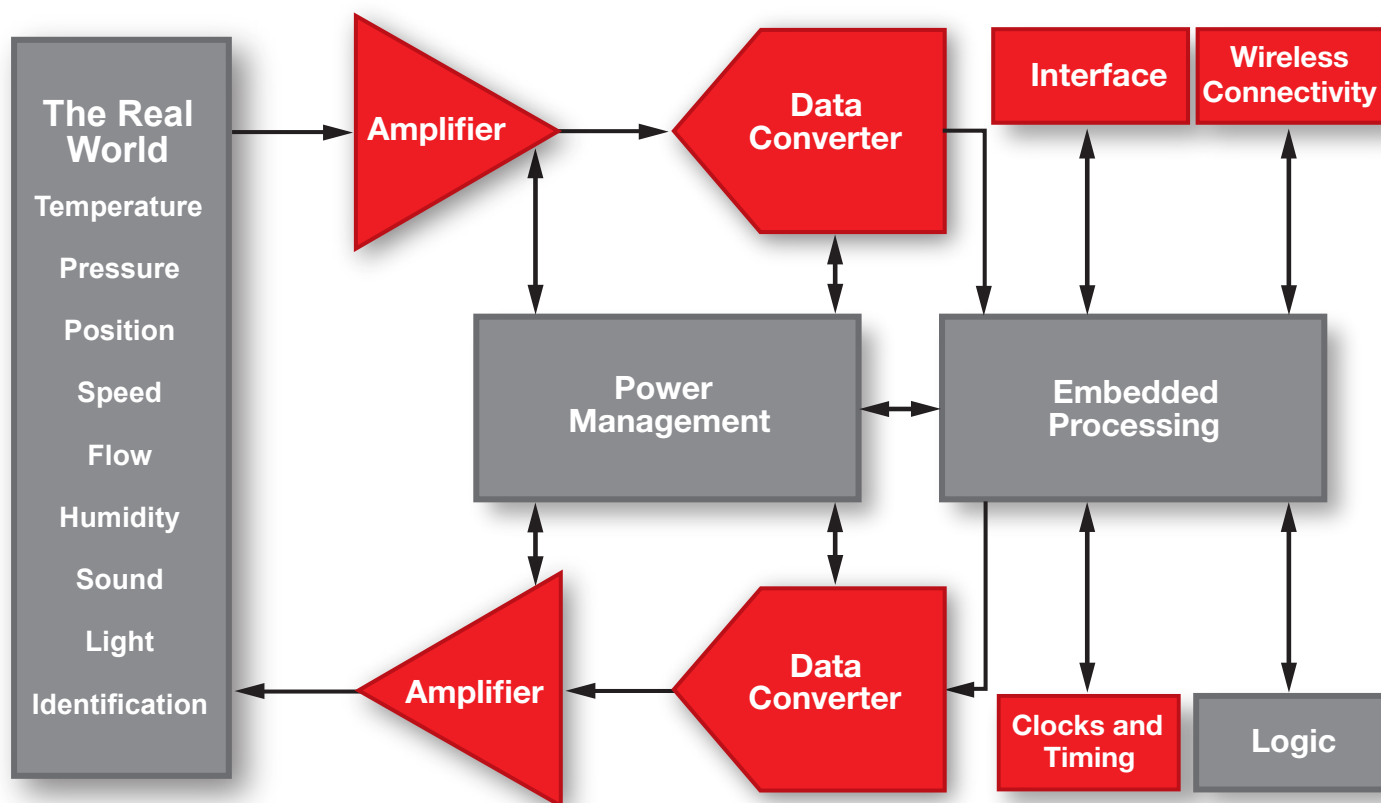 The Real
World
Temperature
Pressure
Position
Speed
Flow
Humidity
Sound
Light
Identification
Amplifier
Data
Converter
Interface
Wireless
Connectivity
Power
Management
Embedded
Processing
Amplifier
Data
Converter
Clocks and
Timing
Logic